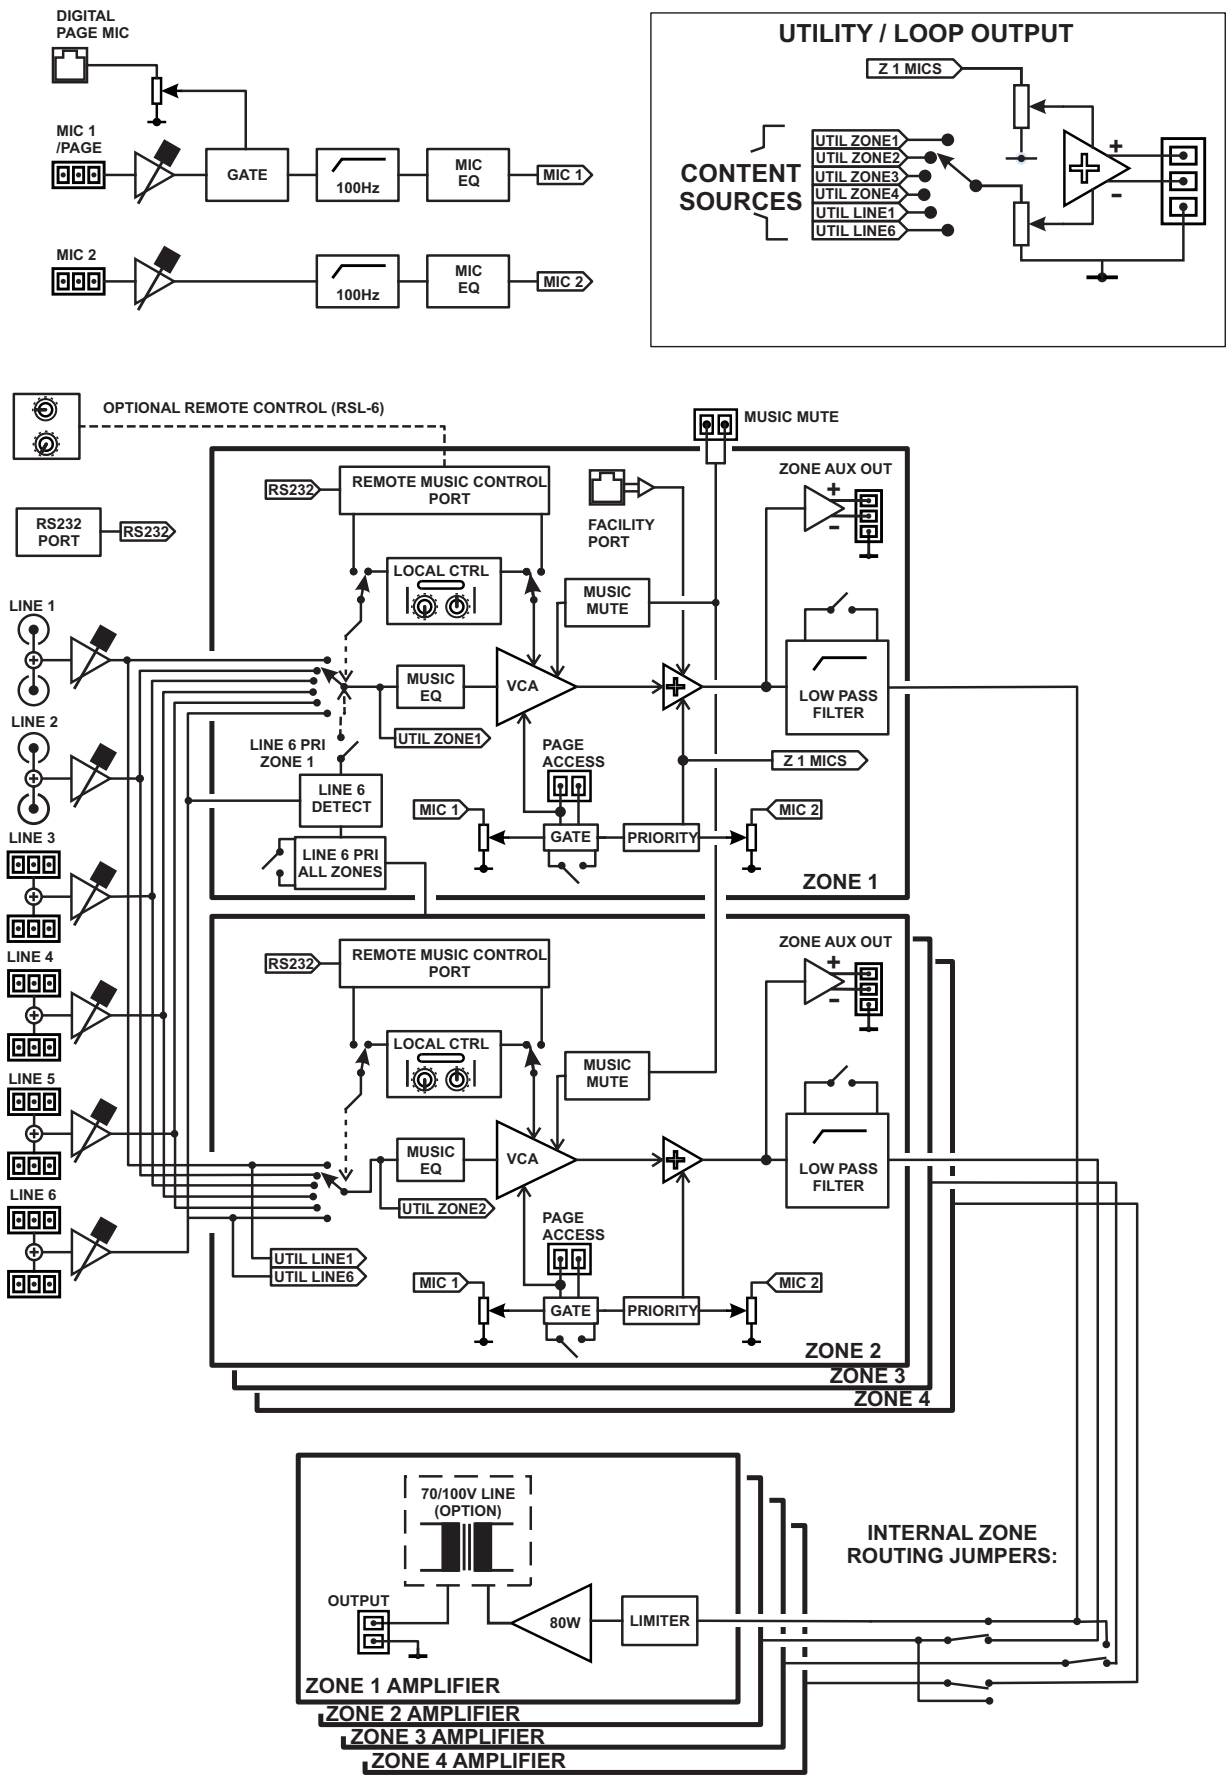 DIGITAL
PAGE MIC
MIC 1
/PAGE
GATE
100Hz
MIC
EQ
MIC 1
MIC 2
100Hz
MIC
EQ
MIC 2
UTILITY / LOOP OUTPUT
Z 1 MICS
CONTENT
SOURCES
UTIL ZONE1
UTIL ZONE2
UTIL ZONE3
UTIL ZONE4
UTIL LINE1
UTIL LINE6
+
−
OPTIONAL REMOTE CONTROL (RSL-6)
MUSIC MUTE
RS232
PORT
RS232
LINE 1
LINE 2
LINE 3
LINE 4
LINE 5
LINE 6
RS232
REMOTE MUSIC CONTROL
PORT
FACILITY
PORT
ZONE AUX OUT
+
−
LOCAL CTRL
MUSIC
MUTE
MUSIC
EQ
VCA
LOW PASS
FILTER
UTIL ZONE1
LINE 6 PRI
ZONE 1
PAGE
ACCESS
Z 1 MICS
LINE 6
DETECT
MIC 1
GATE
PRIORITY
MIC 2
LINE 6 PRI
ALL ZONES
ZONE 1
RS232
REMOTE MUSIC CONTROL
PORT
ZONE AUX OUT
+
−
LOCAL CTRL
MUSIC
MUTE
MUSIC
EQ
VCA
LOW PASS
FILTER
UTIL ZONE2
PAGE
ACCESS
UTIL LINE1
UTIL LINE6
MIC 1
GATE
PRIORITY
MIC 2
ZONE 2
ZONE 3
ZONE 4
70/100V LINE
(OPTION)
OUTPUT
80W
LIMITER
ZONE 1 AMPLIFIER
ZONE 2 AMPLIFIER
ZONE 3 AMPLIFIER
ZONE 4 AMPLIFIER
INTERNAL ZONE
ROUTING JUMPERS: